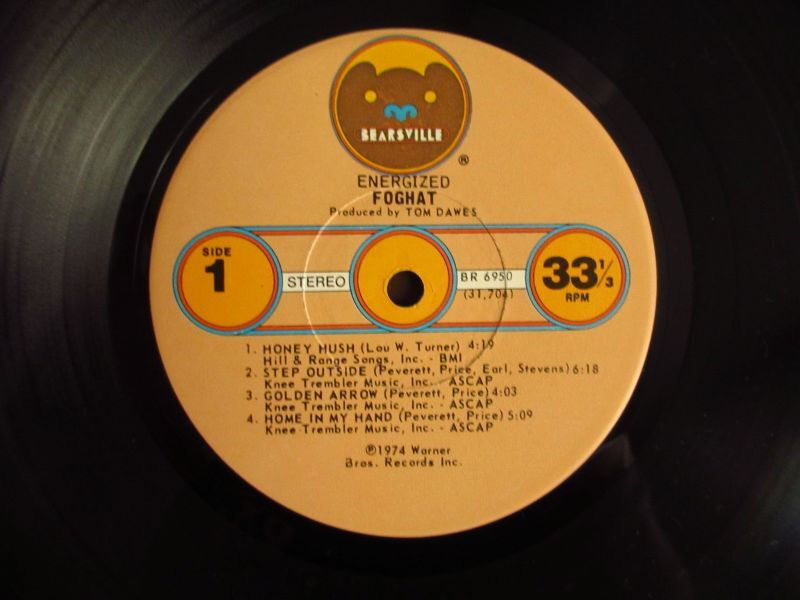 BEARSVILLE
®
ENERGIZED
FOGHAT
Produced by TOM DAWES
SIDE
1
STEREO
BR 6950
(31,704)
33 1/3
RPM
1. HONEY HUSH (Lou W. Turner) 4:19
Hill & Range Songs, Inc. - BMI
2. STEP OUTSIDE (Peverett, Price, Earl, Stevens) 6:18
Knee Trembler Music, Inc. - ASCAP
3. GOLDEN ARROW (Peverett, Price) 4:03
Knee Trembler Music, Inc. - ASCAP
4. HOME IN MY HAND (Peverett, Price) 5:09
Knee Trembler Music, Inc. - ASCAP
℗1974 Warner
Bros. Records Inc.